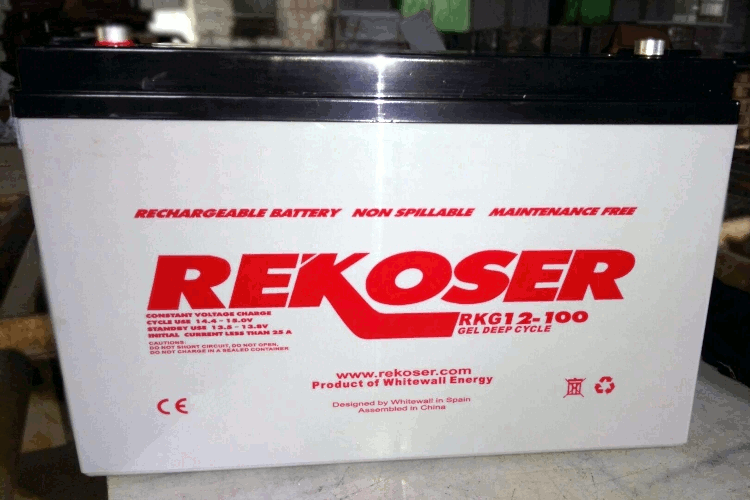 RECHARGEABLE BATTERY NON SPILLABLE MAINTENANCE FREE
REKOSER
RKG12-100
GEL DEEP CYCLE
CONSTANT VOLTAGE CHARGE
CYCLE USE 14.4 - 15.0V
STANDBY USE 13.5 - 13.8V
INITIAL CURRENT LESS THAN 25 A
CAUTIONS:
DO NOT SHORT CIRCUIT, DO NOT OPEN,
DO NOT CHARGE IN A SEALED CONTAINER
www.rekoser.com
Product of Whitewall Energy
Designed by Whitewall in Spain
Assembled in China
CE